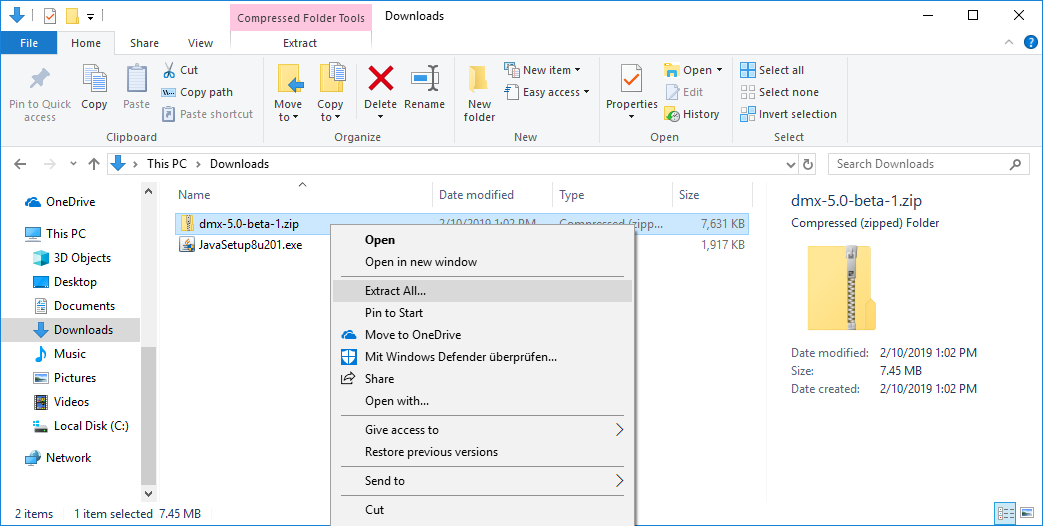 Compressed Folder Tools
Downloads
File
Home
Share
View
Extract
Pin to Quick
access
Copy
Paste
Cut
Copy path
Paste shortcut
Clipboard
Move
to
Copy
to
Delete
Rename
Organize
New
folder
New item
Easy access
New
Properties
Open
Edit
History
Open
Select all
Select none
Invert selection
Select
This PC
Downloads
Search Downloads
OneDrive
This PC
3D Objects
Desktop
Documents
Downloads
Music
Pictures
Videos
Local Disk (C:)
Network
Name
Date modified
Type
Size
dmx-5.0-beta-1.zip
2/10/2019 1:02 PM
Compressed (zipp...
7,631 KB
JavaSetup8u201.exe
1,917 KB
Open
Open in new window
Extract All...
Pin to Start
Move to OneDrive
Mit Windows Defender überprüfen...
Share
Open with...
Give access to
Restore previous versions
Send to
Cut
dmx-5.0-beta-1.zip
Compressed (zipped) Folder
Date modified: 2/10/2019 1:02 PM
Size: 7.45 MB
Date created: 2/10/2019 1:02 PM
2 items
1 item selected 7.45 MB